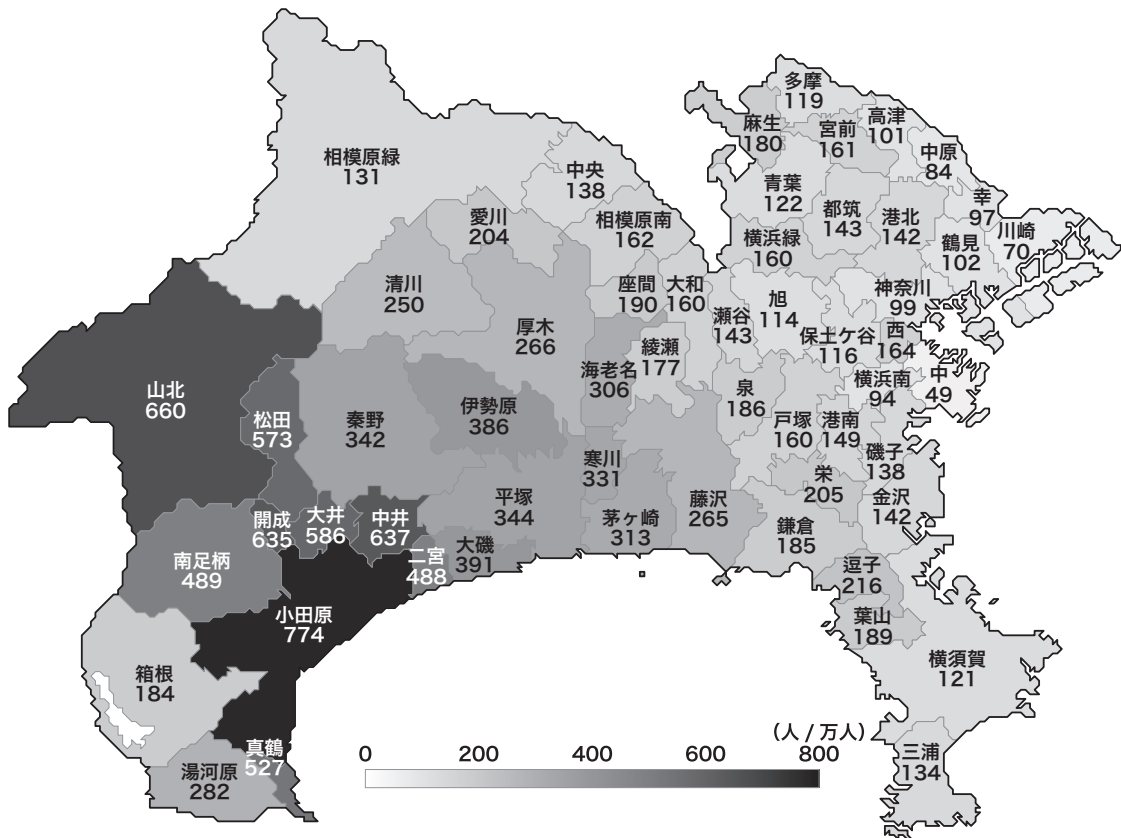 多摩
119
麻生
180
宮前
161
高津
101
中原
84
相模原緑
131
中央
138
青葉
122
幸
97
愛川
204
相模原南
162
都筑
143
港北
142
川崎
70
横浜緑
160
鶴見
102
清川
250
座間
190
大和
160
旭
114
神奈川
99
厚木
266
瀬谷
143
保土ケ谷
116
西
164
綾瀬
177
海老名
306
横浜南
94
中
49
山北
660
泉
186
伊勢原
386
松田
573
秦野
342
戸塚
160
港南
149
磯子
138
寒川
331
栄
205
平塚
344
藤沢
265
金沢
142
開成
635
大井
586
中井
637
茅ヶ崎
313
鎌倉
185
大磯
391
二宮
488
南足柄
489
逗子
216
小田原
774
葉山
189
箱根
184
横須賀
121
(人 / 万人)
0 200 400 600 800
真鶴
527
湯河原
282
三浦
134